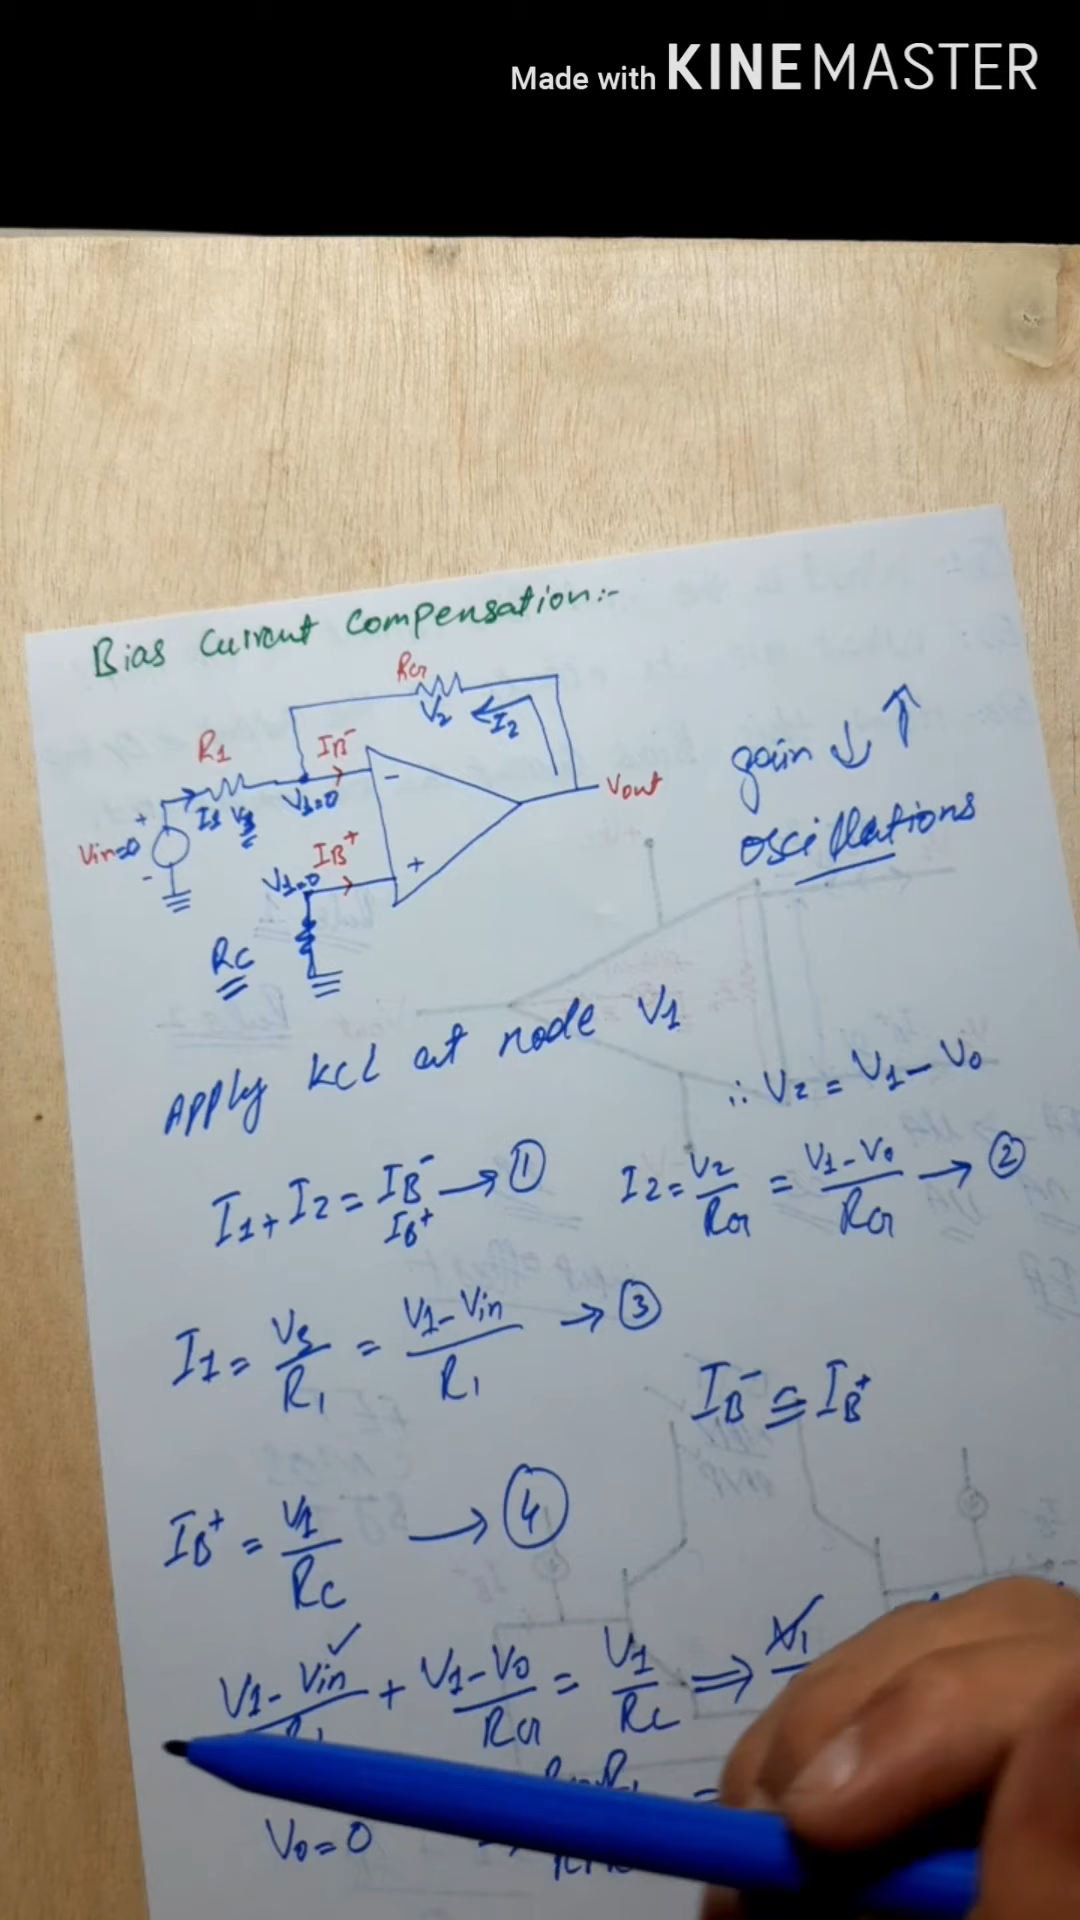 Made with KINEMASTER
Bias Current Compensation:-
RG
V2
I2
R1
IB-
-
Vout
I1
V1=0
+
Vin=0
-
IB+
+
V1=0
RC
gain ↓ ↑
oscillations
Apply KCL at node V1
∴ V2 = V1 - V0
I1 + I2 = IB- → ①
IB+
I2 = V2/RG = V1-V0/RG → ②
I1 = V3/R1 = V1-Vin/R1 → ③
IB- ≅ IB+
IB+ = V1/RC → ④
V1-Vin/R1 + V1-V0/RG = V1/RC ⇒ V1
V0=0